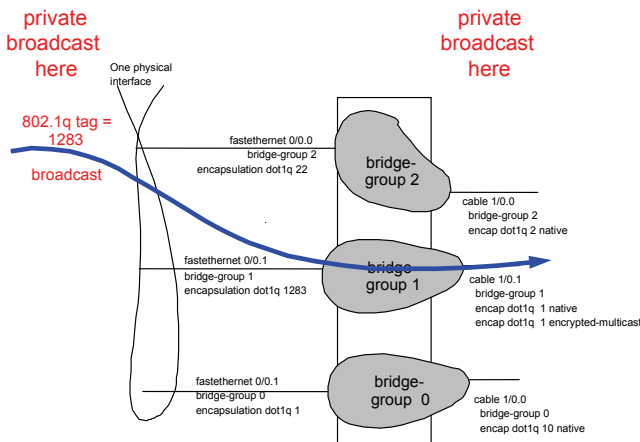 private
broadcast
here
private
broadcast
here
One physical
interface
802.1q tag =
1283
broadcast
fastethernet 0/0.0
bridge-group 2
encapsulation dot1q 22
bridge-
group 2
cable 1/0.0
bridge-group 2
encap dot1q 2 native
fastethernet 0/0.1
bridge-group 1
encapsulation dot1q 1283
bridge-
group 1
cable 1/0.1
bridge-group 1
encap dot1q 1 native
encap dot1q 1 encrypted-multicast
fastethernet 0/0.1
bridge-group 0
encapsulation dot1q 1
bridge-
group 0
cable 1/0.0
bridge-group 0
encap dot1q 10 native